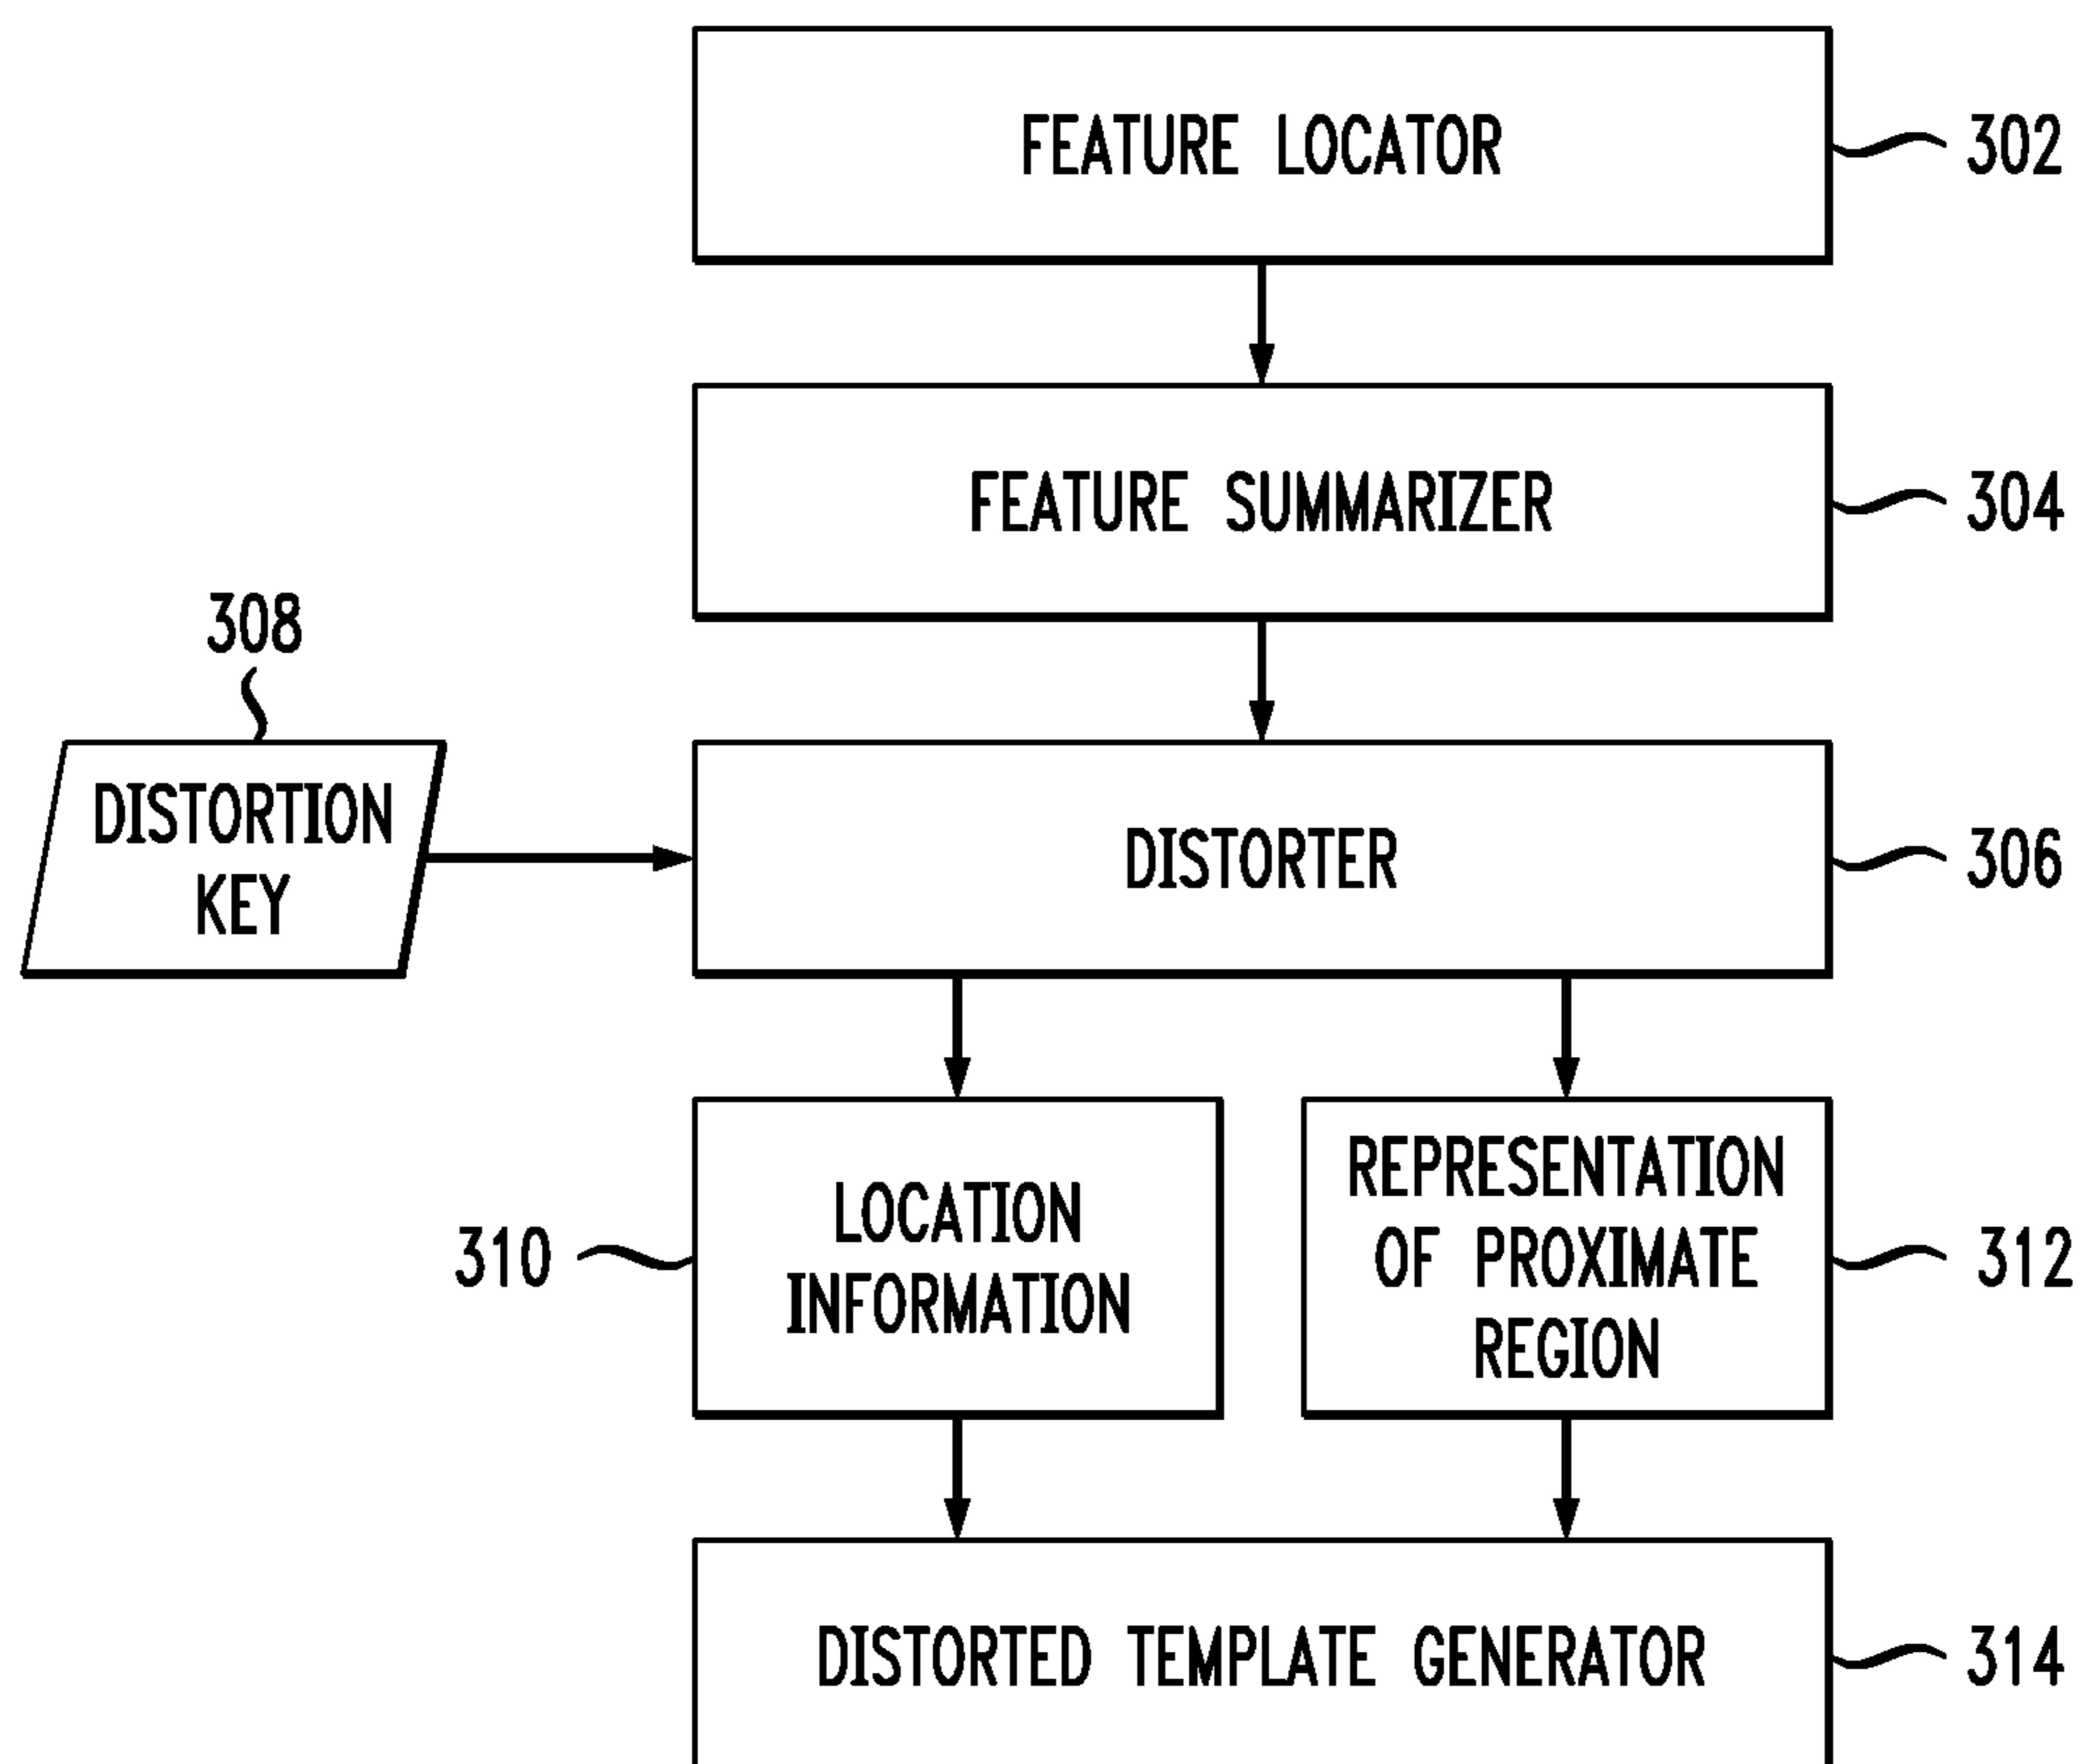 FEATURE LOCATOR
302
FEATURE SUMMARIZER
304
308
DISTORTION
KEY
DISTORTER
306
310
LOCATION
INFORMATION
REPRESENTATION
OF PROXIMATE
REGION
312
DISTORTED TEMPLATE GENERATOR
314